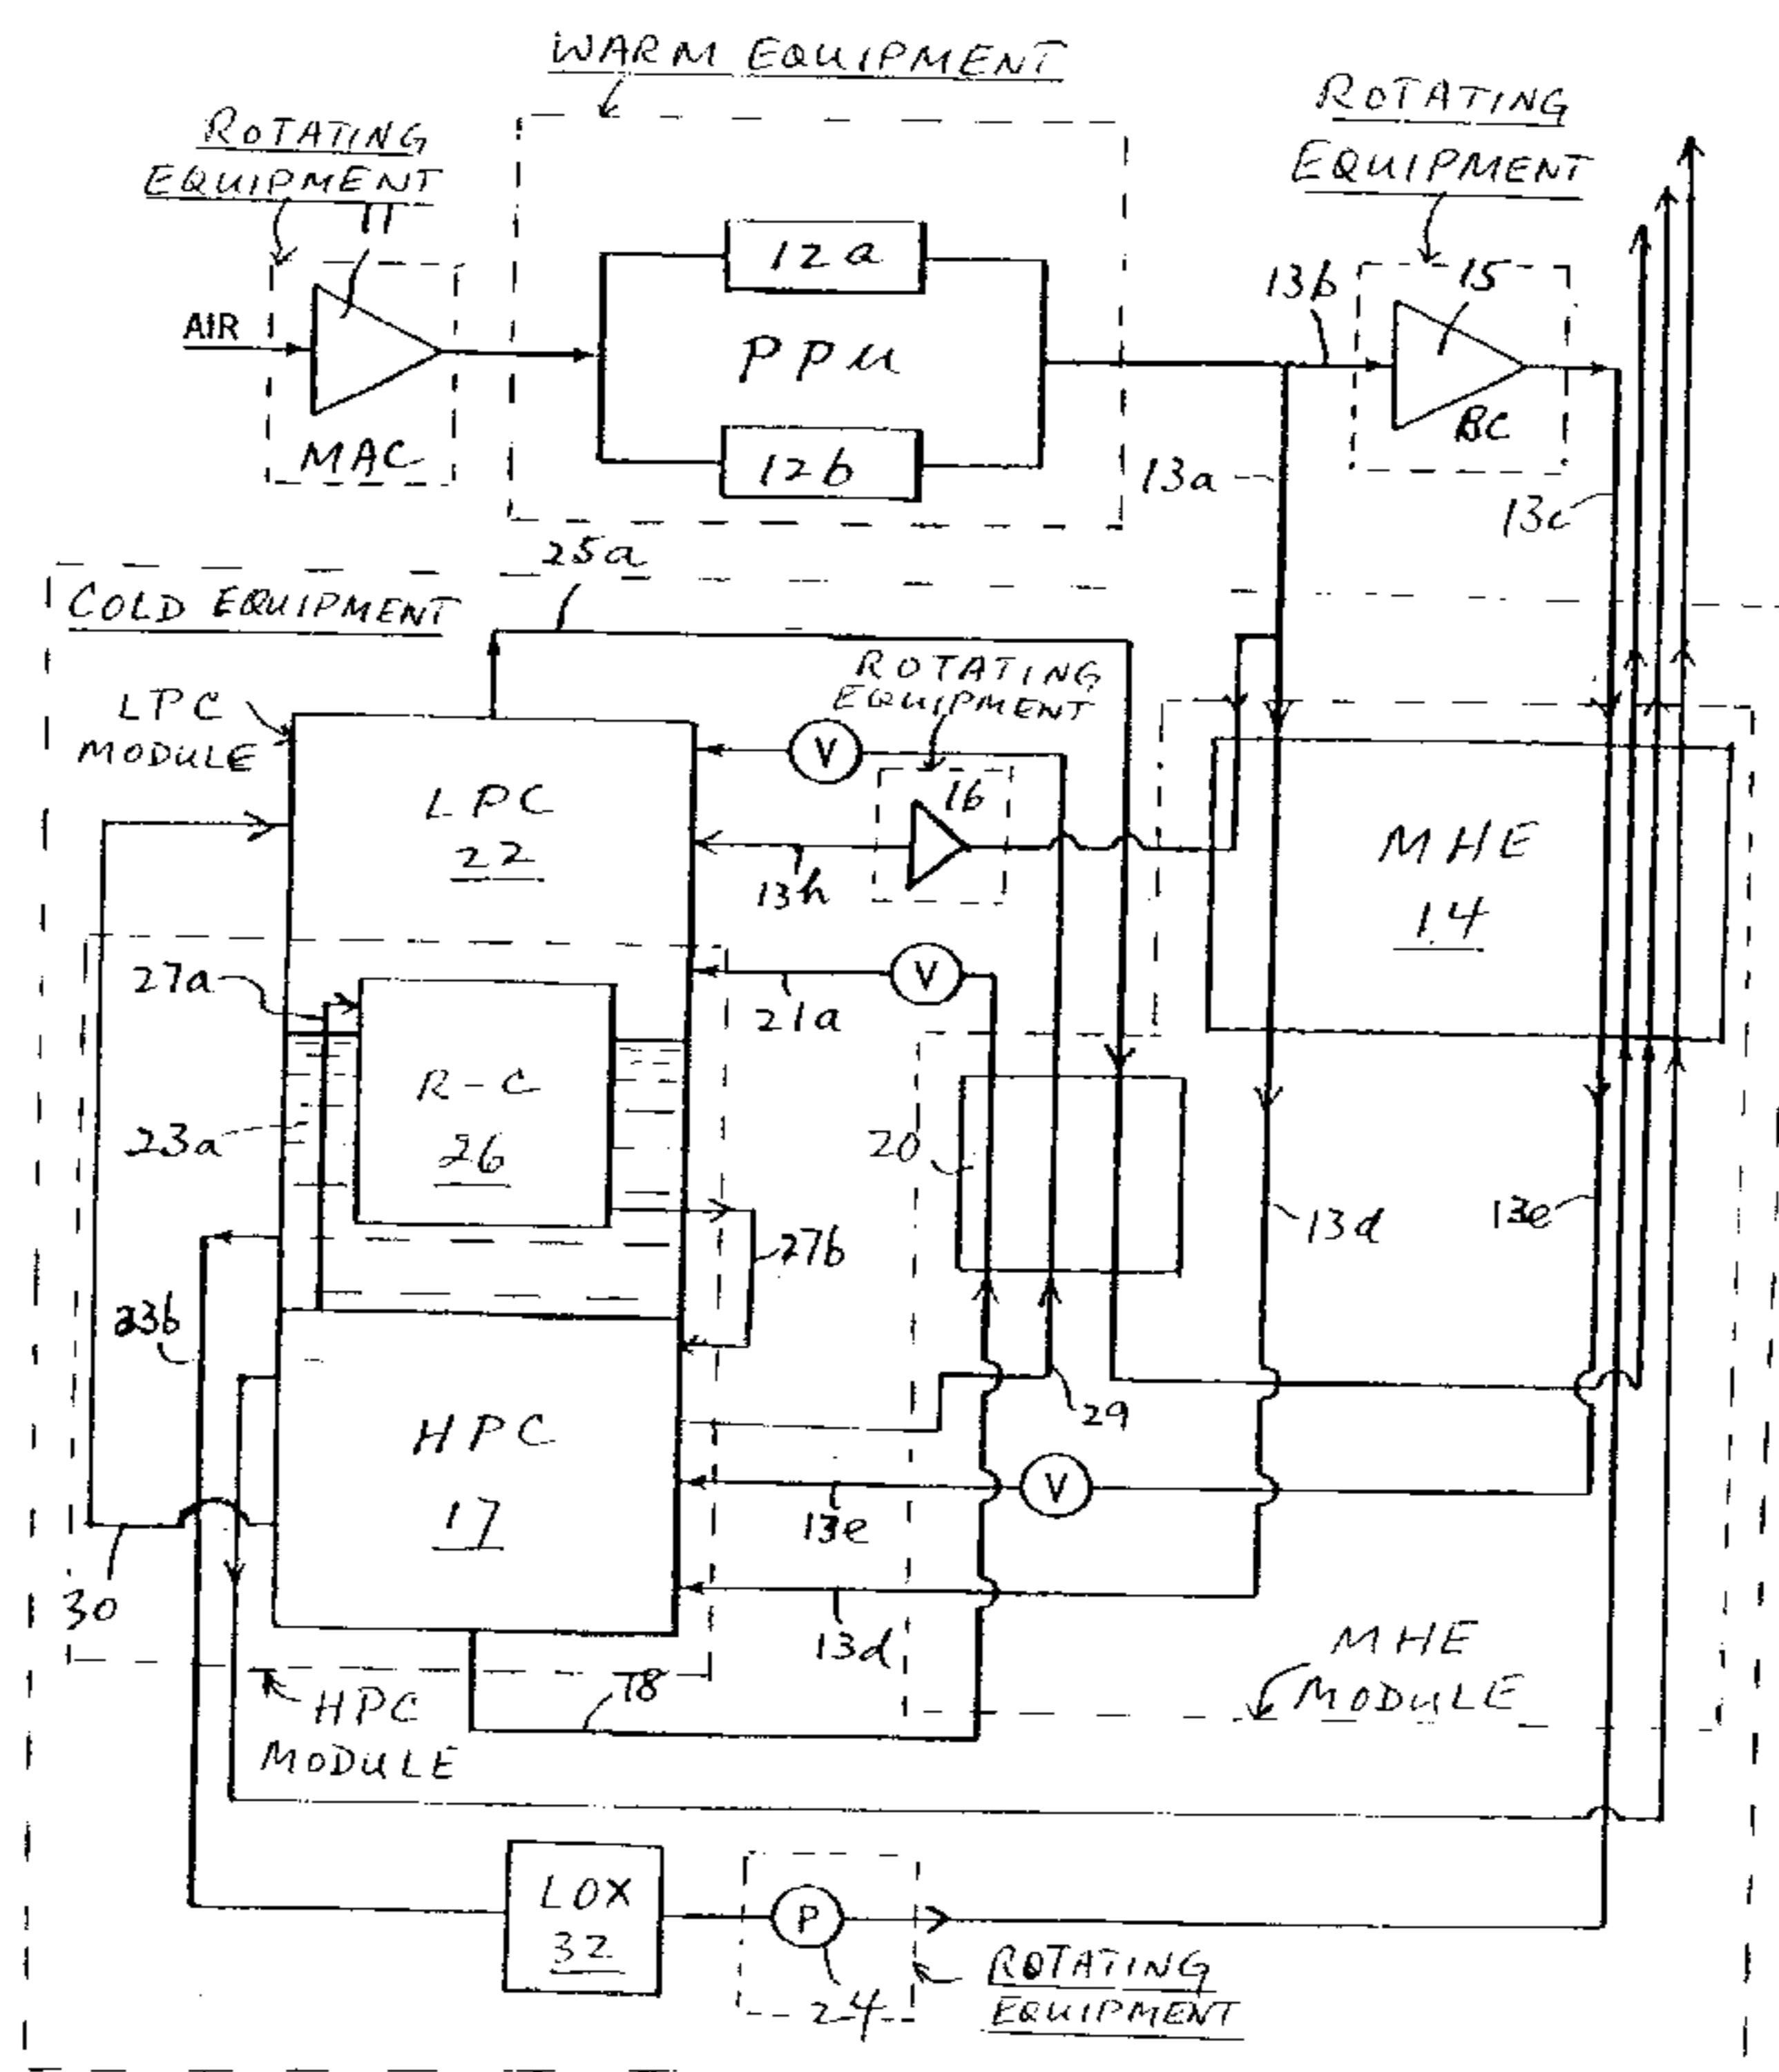 WARM EQUIPMENT
ROTATING
EQUIPMENT
ROTATING
EQUIPMENT
11
12a
13b
15
AIR
PPU
BC
MAC
12b
13a
13c
25a
COLD EQUIPMENT
ROTATING
EQUIPMENT
LPC
MODULE
V
16
LPC
22
MHE
14
13h
27a
V
21a
R-C
26
23a
20
13d
13e
27b
23b
29
HPC
17
V
13e
30
13d
MHE
MODULE
18
HPC
MODULE
LOX
32
P
24
ROTATING
EQUIPMENT